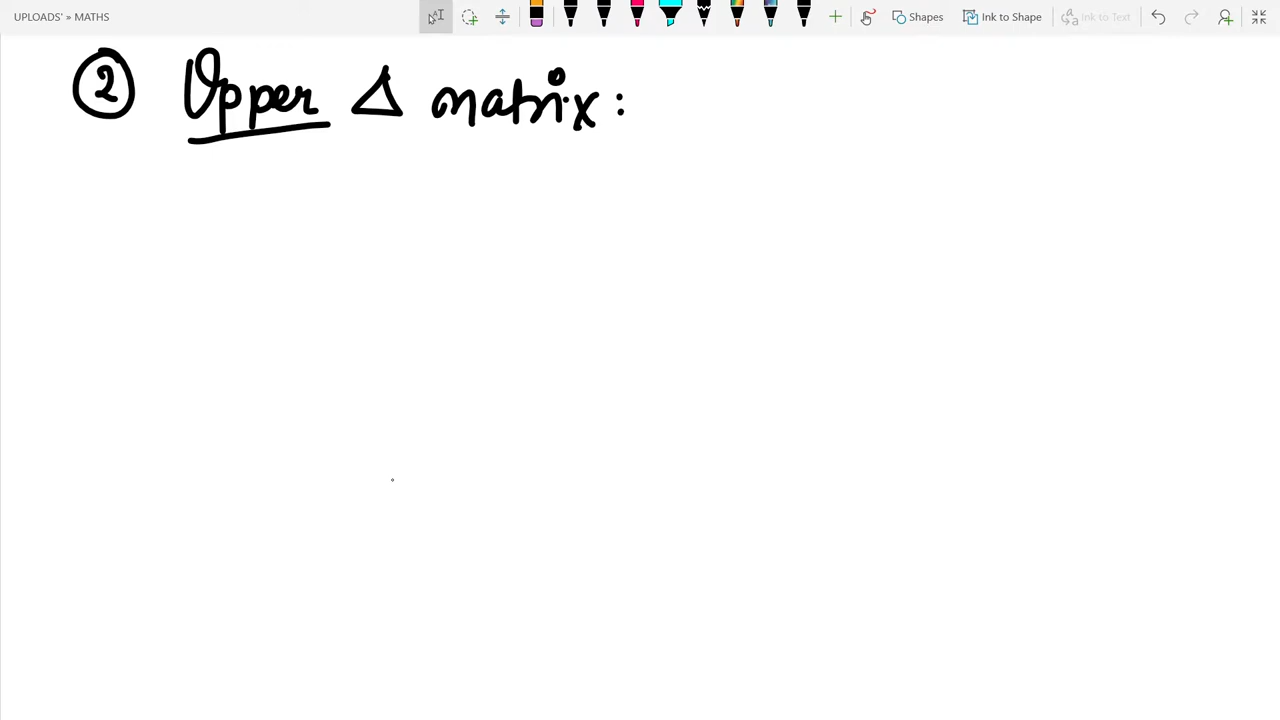 UPLOADS' » MATHS
Shapes
Ink to Shape
Ink to Text
② Upper Δ matrix: